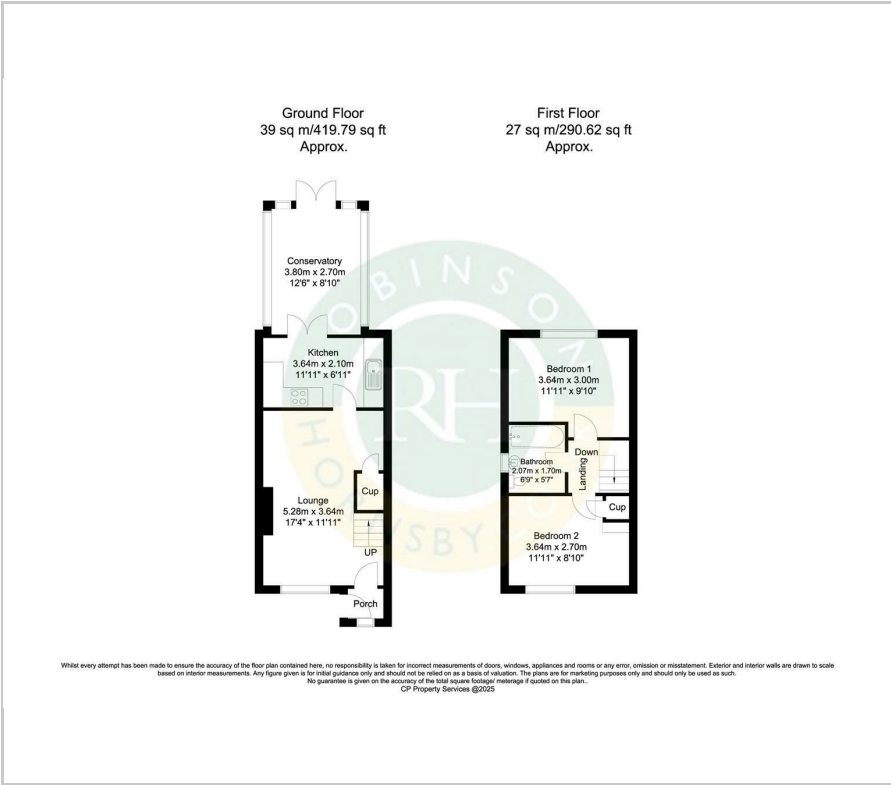 Ground Floor
39 sq m/419.79 sq ft
Approx.
First Floor
27 sq m/290.62 sq ft
Approx.
Conservatory
3.80m x 2.70m
12'6" x 8'10"
Kitchen
3.64m x 2.10m
11'11" x 6'11"
Lounge
5.28m x 3.64m
17'4" x 11'11"
Cup
UP
Porch
Bedroom 1
3.64m x 3.00m
11'11" x 9'10"
Bathroom
2.07m x 1.70m
6'9" x 5'7"
Down
Landing
Cup
Bedroom 2
3.64m x 2.70m
11'11" x 8'10"
ROBINSON
RH
HORNSBY
Whilst every attempt has been made to ensure the accuracy of the floor plan contained here, no responsibility is taken for incorrect measurements of doors, windows, appliances and rooms or any error, omission or misstatement. Exterior and interior walls are drawn to scale
based on interior measurements. Any figure given is for initial guidance only and should not be relied on as a basis of valuation. The plans are for marketing purposes only and should only be used as such.
No guarantee is given on the accuracy of the total square footage/ meterage if quoted on this plan..
CP Property Services @2025